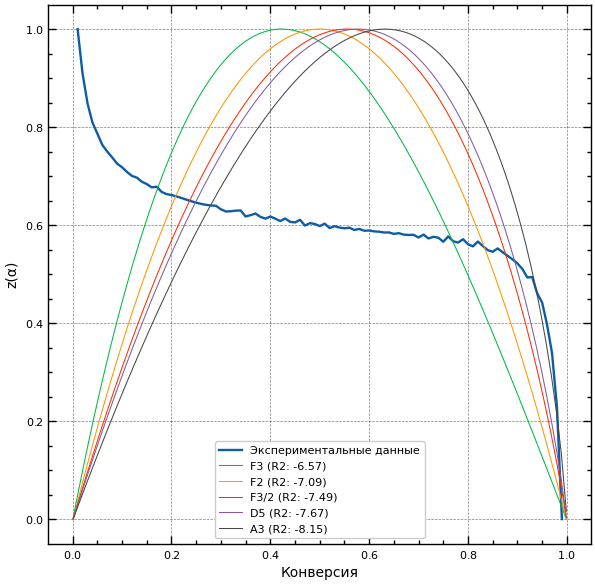 1.0
0.8
0.6
0.4
0.2
0.0
z(α)
Экспериментальные данные
F3 (R2: -6.57)
F2 (R2: -7.09)
F3/2 (R2: -7.49)
D5 (R2: -7.67)
A3 (R2: -8.15)
0.0 0.2 0.4 0.6 0.8 1.0
Конверсия